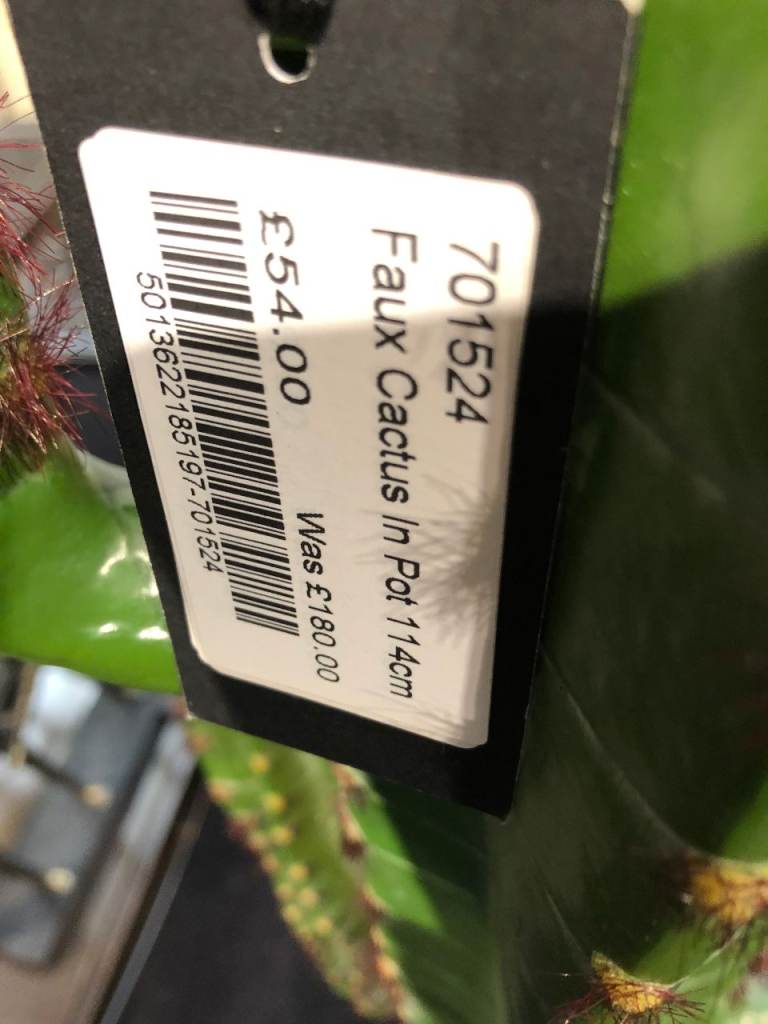 701524
Faux Cactus In Pot 114cm
£54.00 Was £180.00
5013622185197-701524